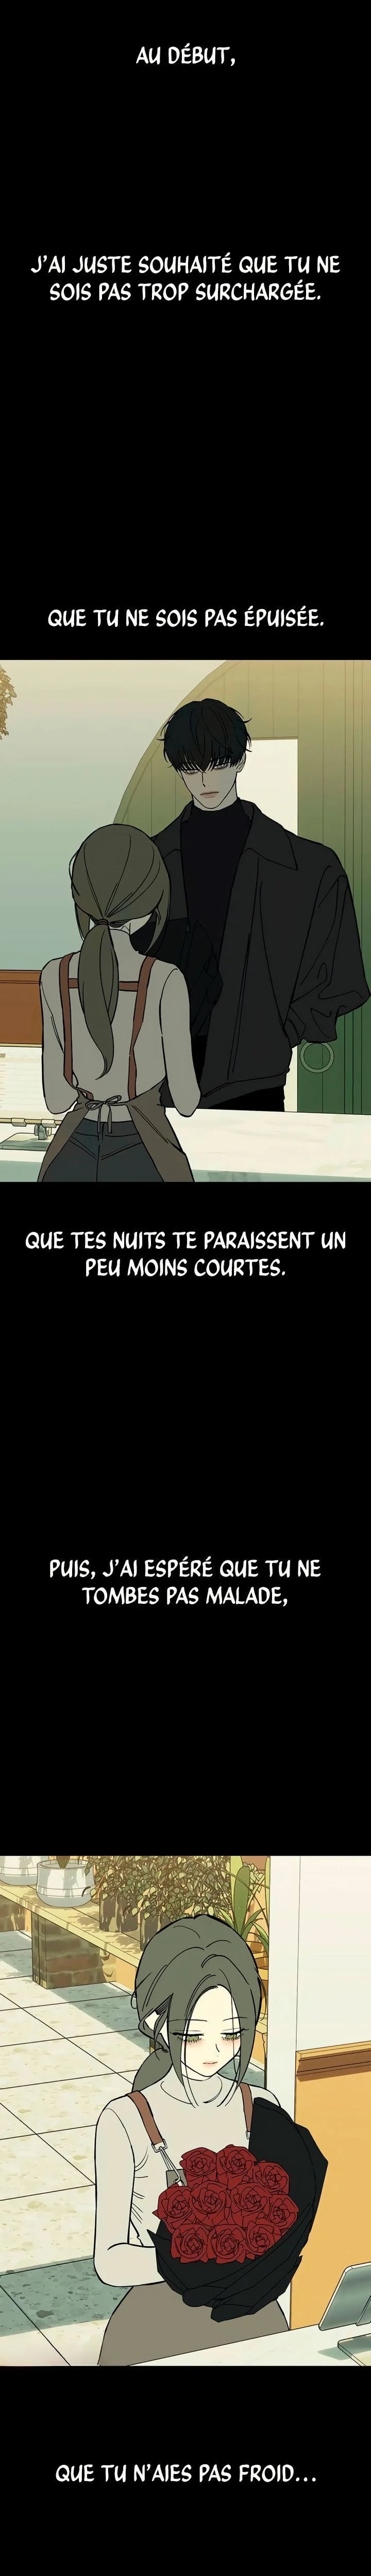 AU DÉBUT,
J'AI JUSTE SOUHAITÉ QUE TU NE
SOIS PAS TROP SURCHARGÉE.
QUE TU NE SOIS PAS ÉPUISÉE.
QUE TES NUITS TE PARAISSENT UN
PEU MOINS COURTES.
PUIS, J'AI ESPÉRÉ QUE TU NE
TOMBES PAS MALADE,
QUE TU N'AIES PAS FROID...